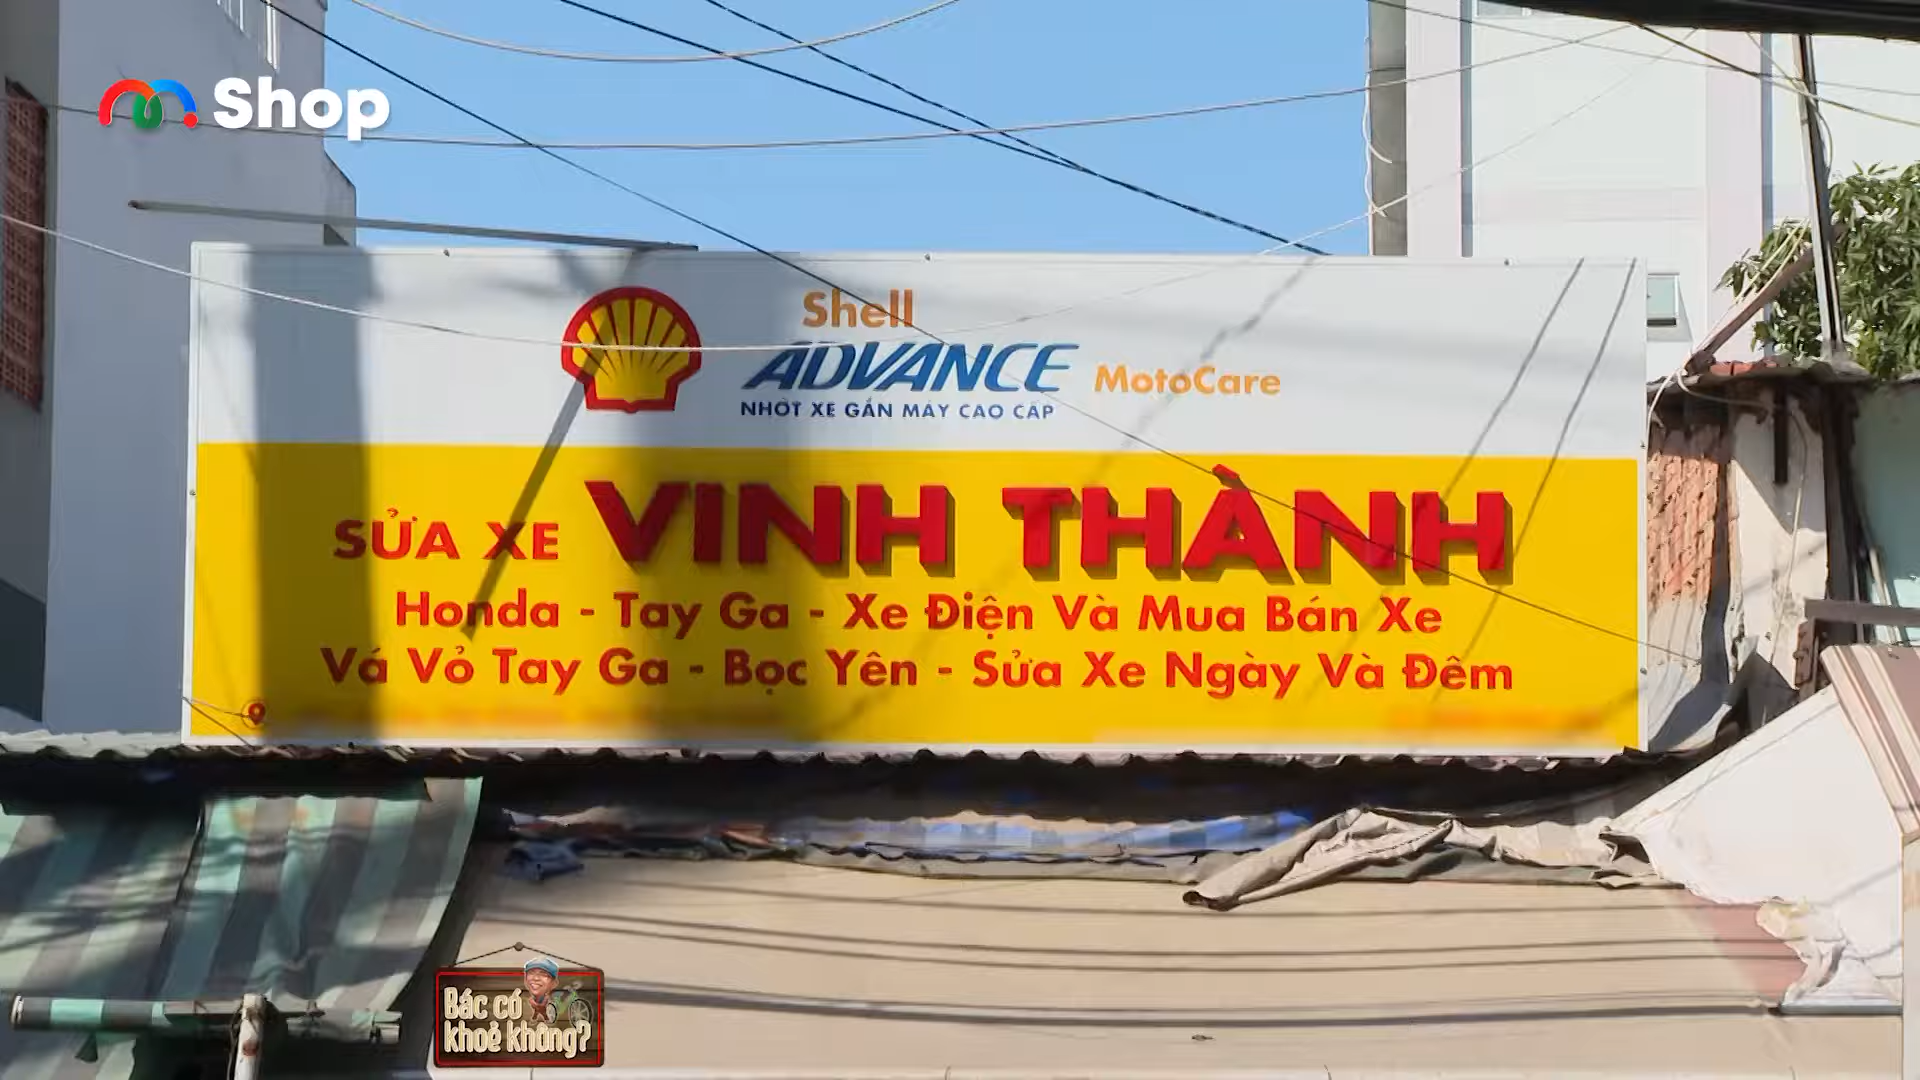 Shop
Shell
ADVANCE MotoCare
NHỚT XE GẮN MÁY CAO CẤP
SỬA XE VINH THÀNH
Honda - Tay Ga - Xe Điện Và Mua Bán Xe
Vá Vỏ Tay Ga - Bọc Yên - Sửa Xe Ngày Và Đêm
Bác có
khoẻ không?